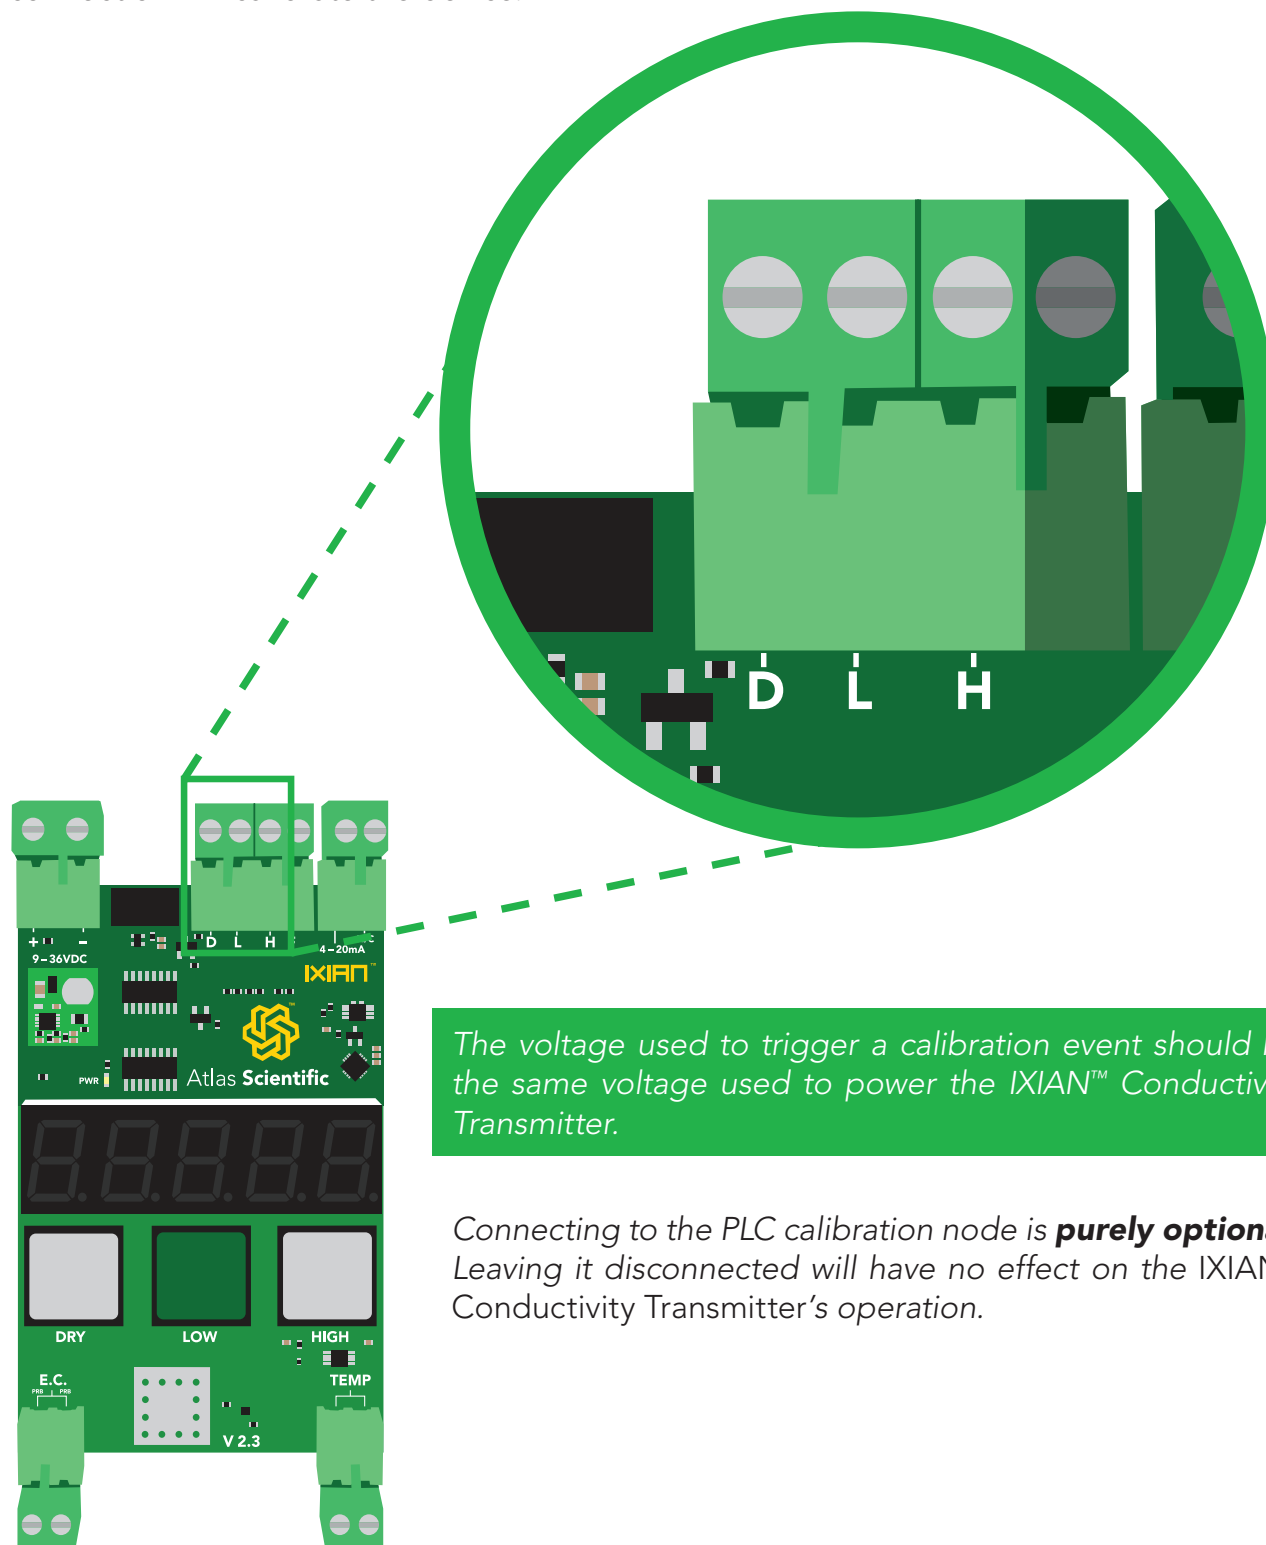 D L H
D L H
+ -
9-36VDC
4-20mA
IXIAN™
PWR
Atlas Scientific
™
The voltage used to trigger a calibration event should
the same voltage used to power the IXIAN™ Conductiv
Transmitter.
Connecting to the PLC calibration node is purely option
Leaving it disconnected will have no effect on the IXIAN
Conductivity Transmitter's operation.
DRY LOW HIGH
E.C.
PRB PRB
TEMP
V 2.3